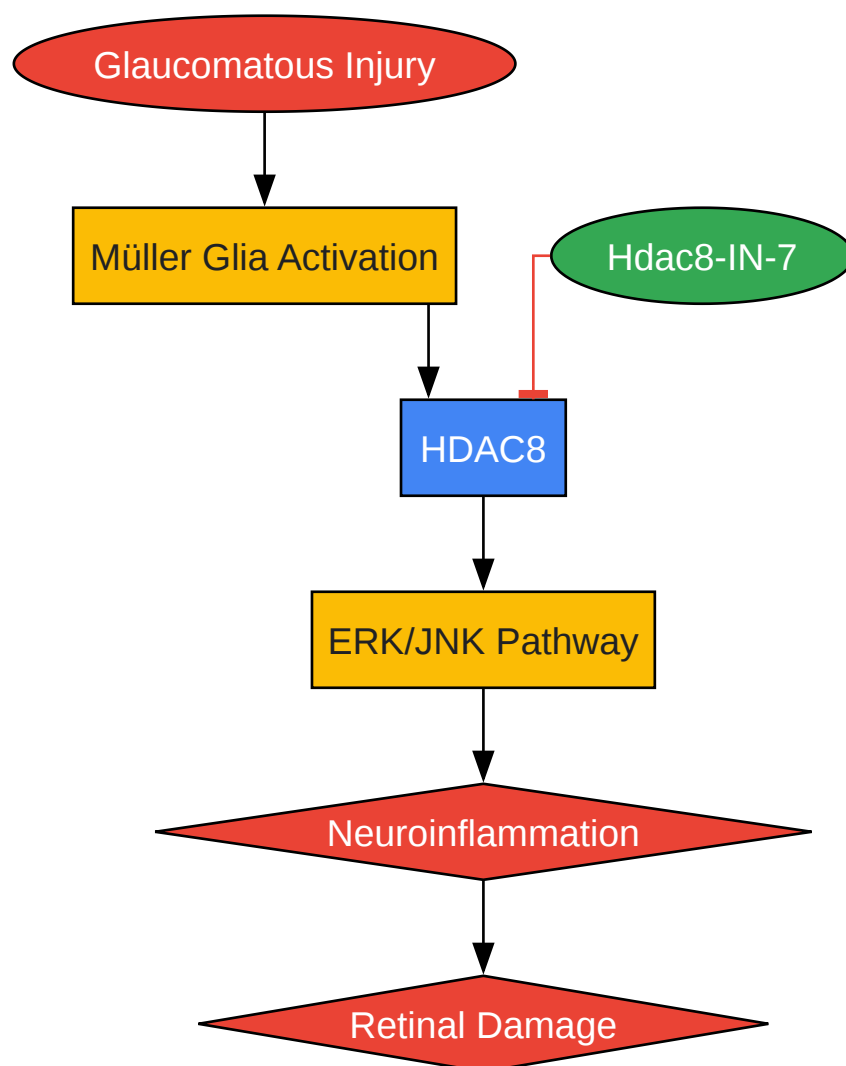 Glaucomatous Injury
Müller Glia Activation
Hdac8-IN-7
HDAC8
ERK/JNK Pathway
Neuroinflammation
Retinal Damage